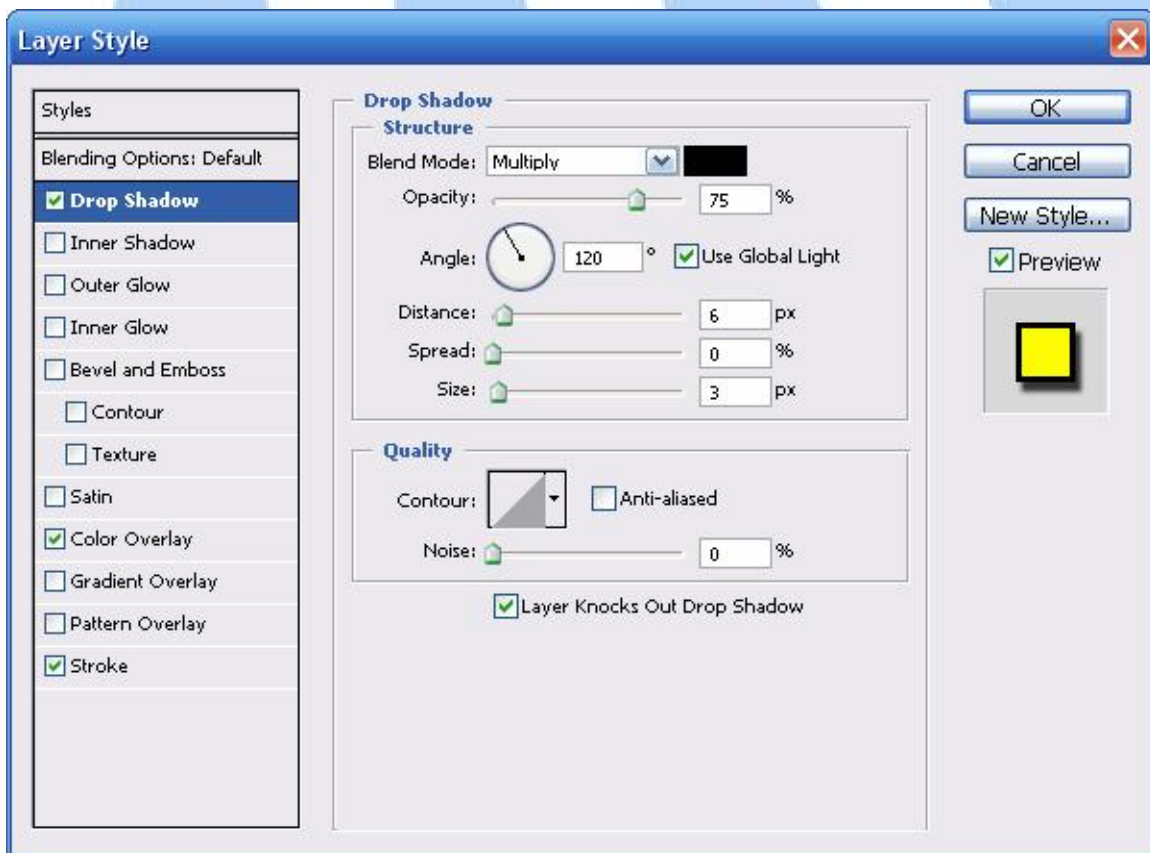 Layer Style
Styles
Blending Options: Default
Drop Shadow
Inner Shadow
Outer Glow
Inner Glow
Bevel and Emboss
Contour
Texture
Satin
Color Overlay
Gradient Overlay
Pattern Overlay
Stroke
Drop Shadow
Structure
Blend Mode: Multiply
Opacity: 75 %
Angle: 120 ° Use Global Light
Distance: 6 px
Spread: 0 %
Size: 3 px
Quality
Contour: Anti-aliased
Noise: 0 %
Layer Knocks Out Drop Shadow
OK
Cancel
New Style...
Preview